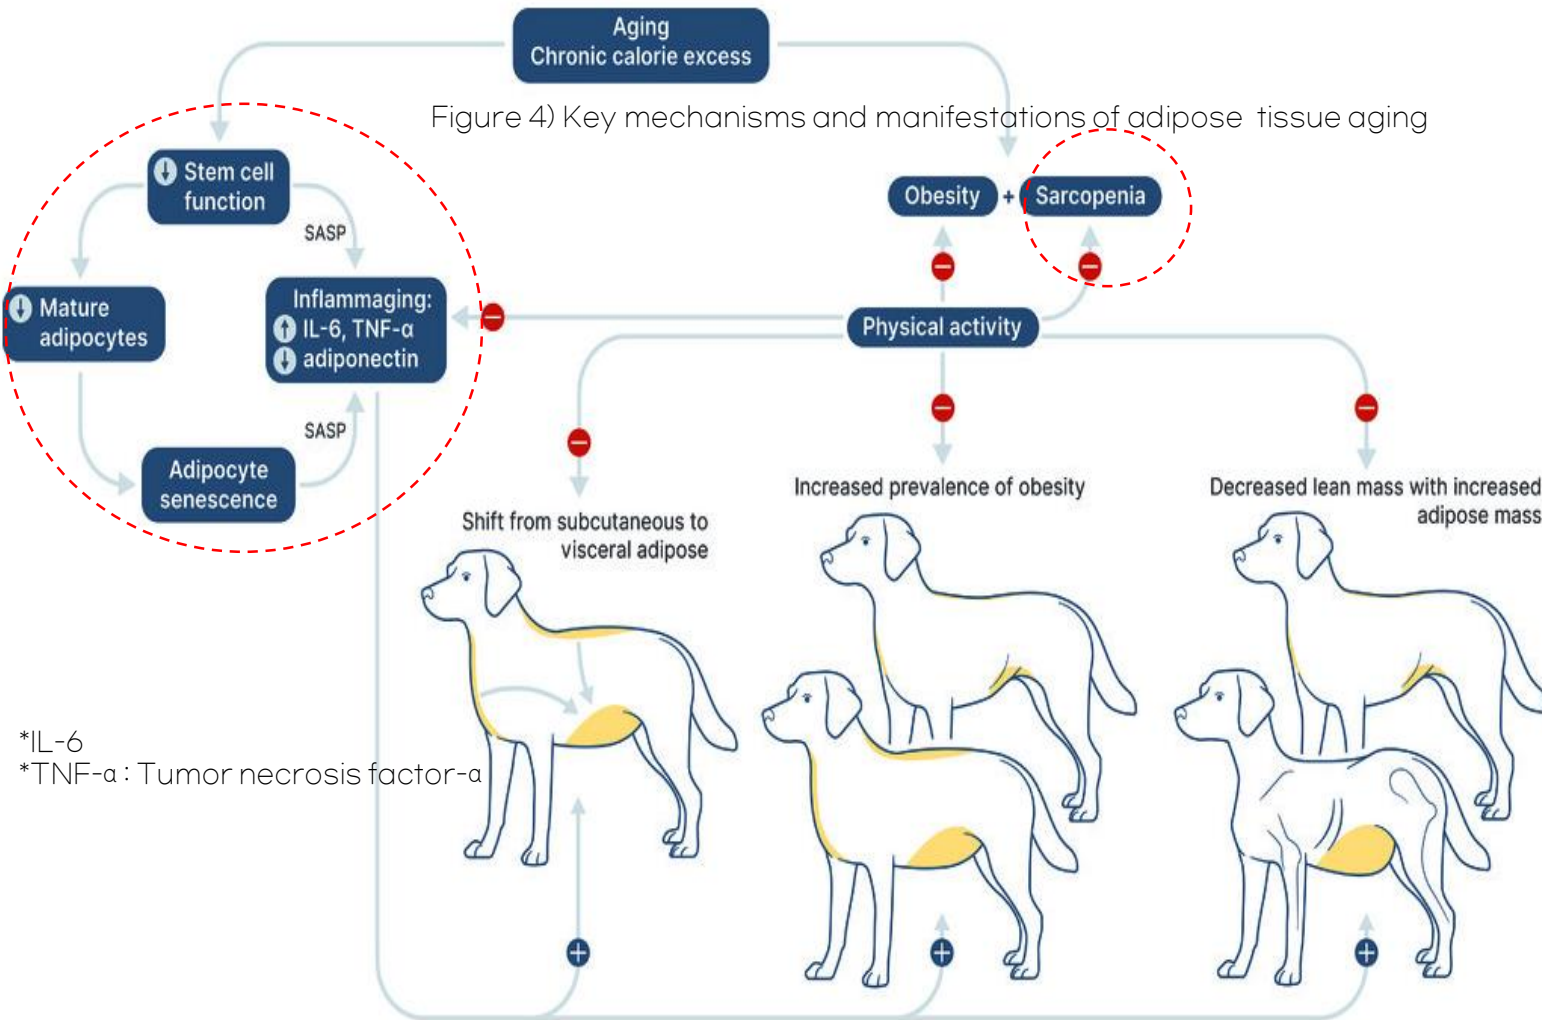 Aging
Chronic calorie excess
Figure 4) Key mechanisms and manifestations of adipose tissue aging
Stem cell
function
SASP
Mature
adipocytes
Inflammaging:
IL-6, TNF-α
adiponectin
SASP
Adipocyte
senescence
Obesity + Sarcopenia
Physical activity
Shift from subcutaneous to
visceral adipose
Increased prevalence of obesity
Decreased lean mass with increased
adipose mass
*IL-6
*TNF-α : Tumor necrosis factor-α